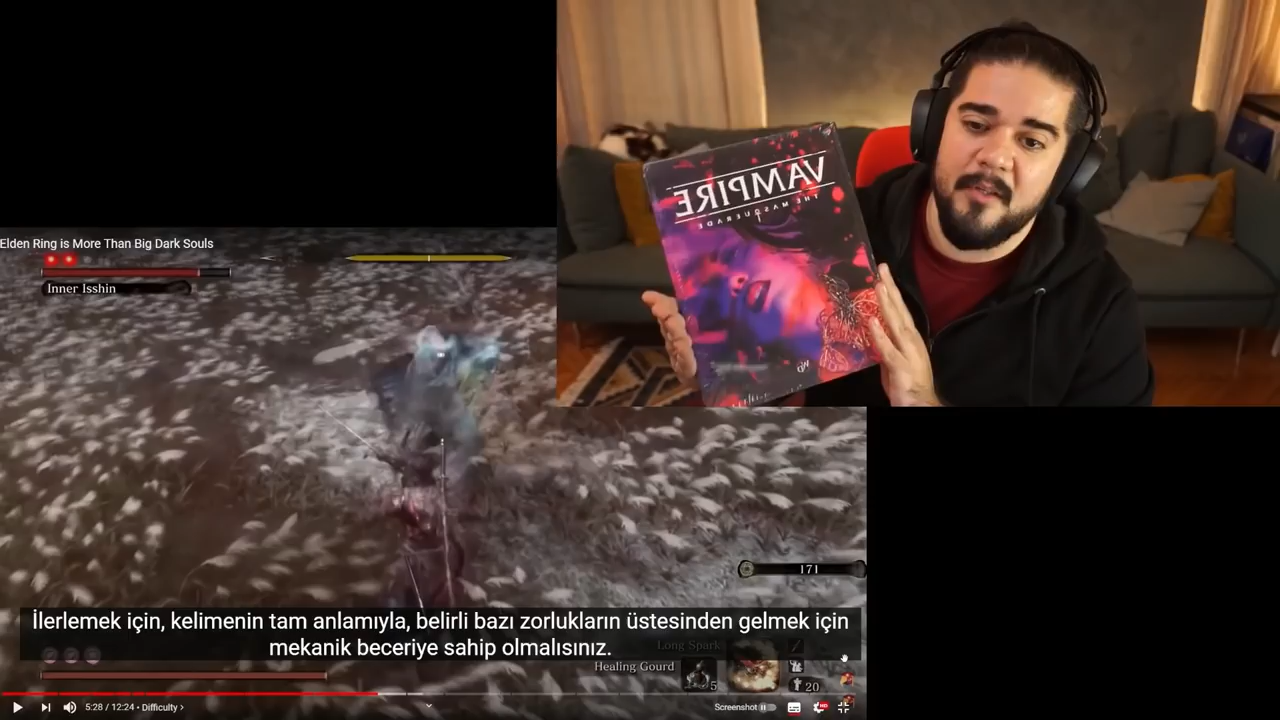 VAMPIRE
THE MASQUERADE
Elden Ring is More Than Big Dark Souls
Inner Isshin
171
İlerlemek için, kelimenin tam anlamıyla, belirli bazı zorlukların üstesinden gelmek için
mekanik beceriye sahip olmalısınız.
Long Spark
Healing Gourd
5
20
5:28 / 12:24 • Difficulty
Screenshot
HD